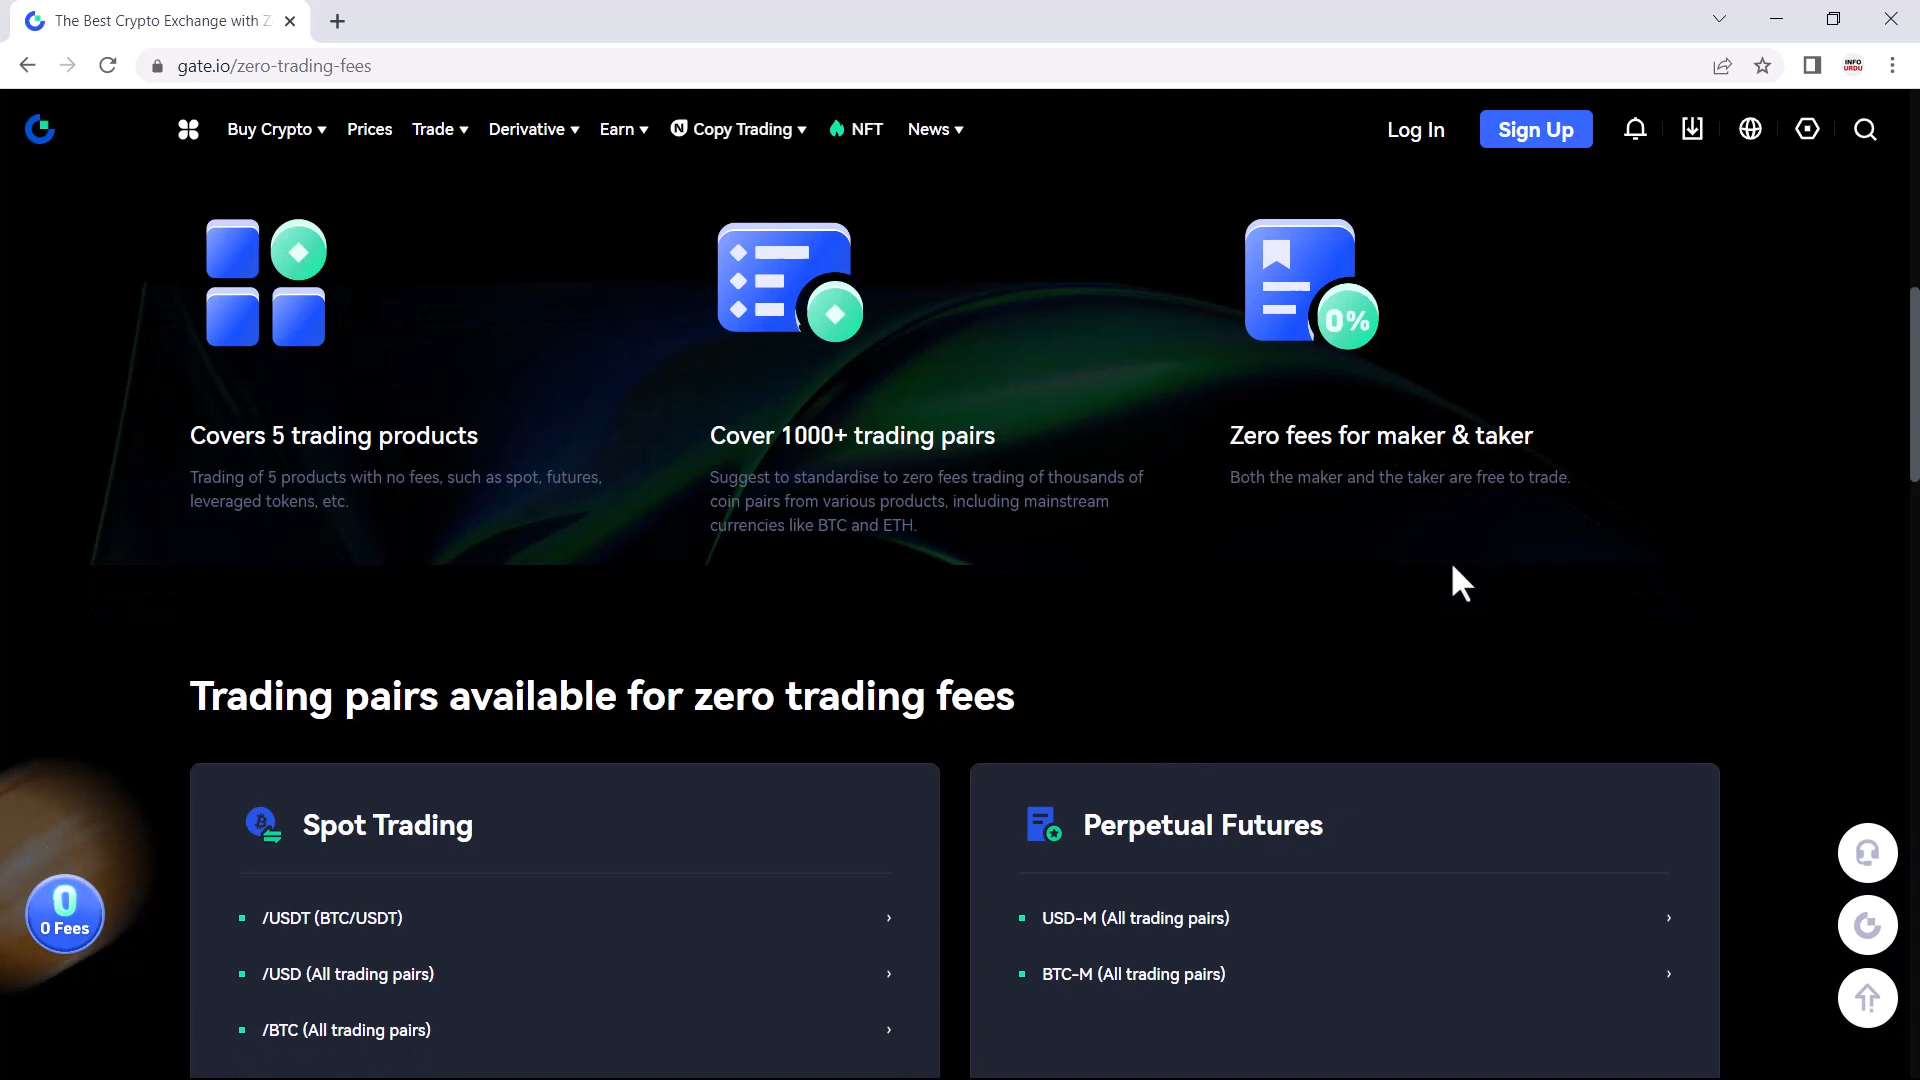 The Best Crypto Exchange with Z
gate.io/zero-trading-fees
INFO
URDU
Buy Crypto Prices Trade Derivative Earn Copy Trading NFT News Log In Sign Up
0%
Covers 5 trading products
Trading of 5 products with no fees, such as spot, futures,
leveraged tokens, etc.
Cover 1000+ trading pairs
Suggest to standardise to zero fees trading of thousands of
coin pairs from various products, including mainstream
currencies like BTC and ETH.
Zero fees for maker & taker
Both the maker and the taker are free to trade.
Trading pairs available for zero trading fees
Spot Trading
/USDT (BTC/USDT)
/USD (All trading pairs)
/BTC (All trading pairs)
Perpetual Futures
USD-M (All trading pairs)
BTC-M (All trading pairs)
0
0 Fees